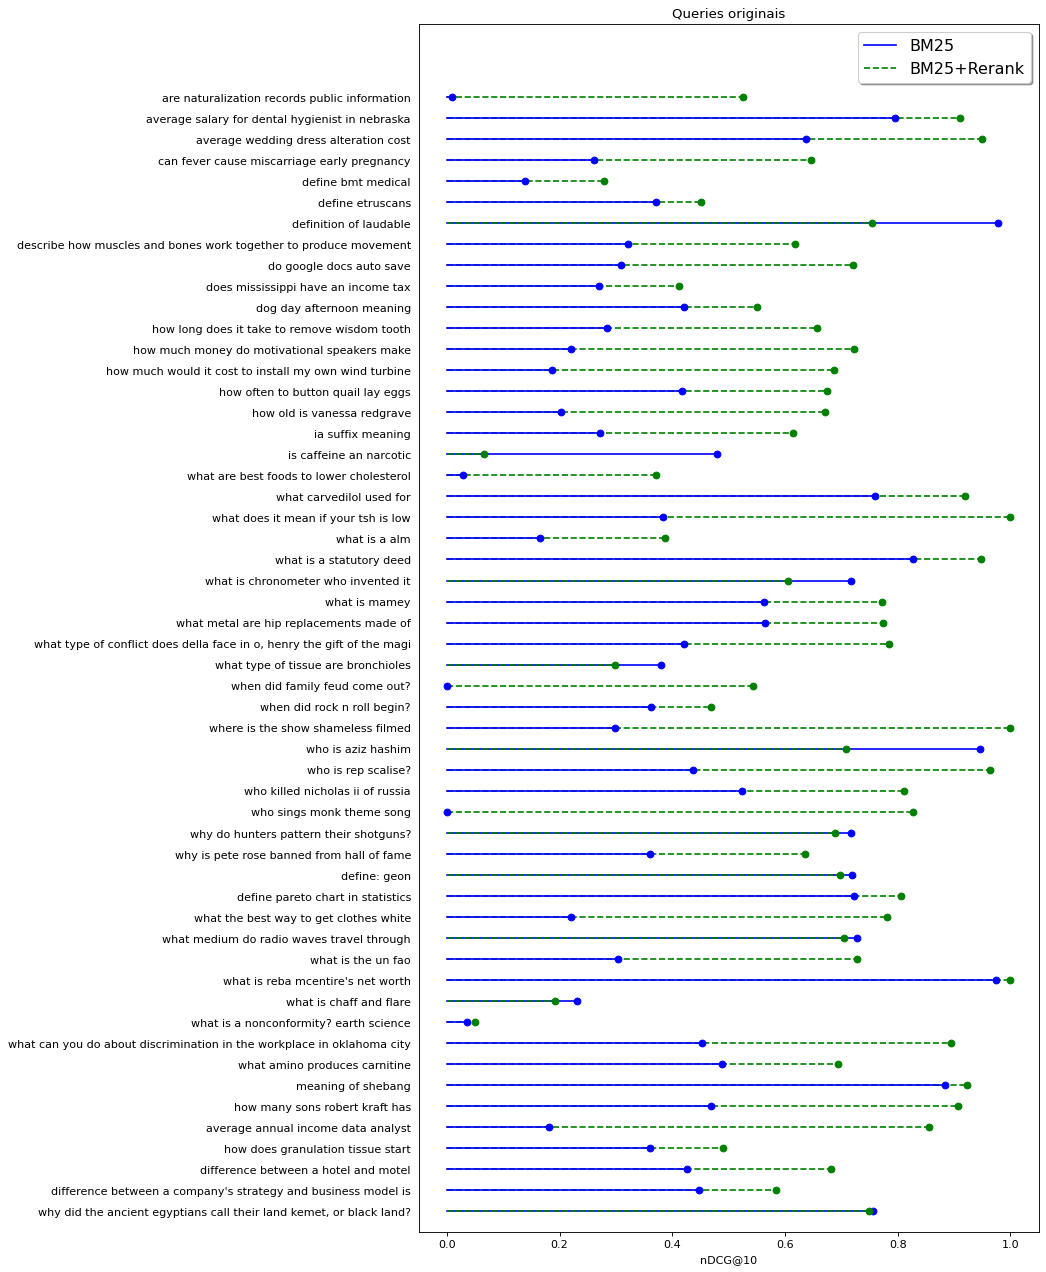 Queries originais
BM25
BM25+Rerank
are naturalization records public information
average salary for dental hygienist in nebraska
average wedding dress alteration cost
can fever cause miscarriage early pregnancy
define bmt medical
define etruscans
definition of laudable
describe how muscles and bones work together to produce movement
do google docs auto save
does mississippi have an income tax
dog day afternoon meaning
how long does it take to remove wisdom tooth
how much money do motivational speakers make
how much would it cost to install my own wind turbine
how often to button quail lay eggs
how old is vanessa redgrave
ia suffix meaning
is caffeine an narcotic
what are best foods to lower cholesterol
what carvedilol used for
what does it mean if your tsh is low
what is a alm
what is a statutory deed
what is chronometer who invented it
what is mamey
what metal are hip replacements made of
what type of conflict does della face in o, henry the gift of the magi
what type of tissue are bronchioles
when did family feud come out?
when did rock n roll begin?
where is the show shameless filmed
who is aziz hashim
who is rep scalise?
who killed nicholas ii of russia
who sings monk theme song
why do hunters pattern their shotguns?
why is pete rose banned from hall of fame
define: geon
define pareto chart in statistics
what the best way to get clothes white
what medium do radio waves travel through
what is the un fao
what is reba mcentire's net worth
what is chaff and flare
what is a nonconformity? earth science
what can you do about discrimination in the workplace in oklahoma city
what amino produces carnitine
meaning of shebang
how many sons robert kraft has
average annual income data analyst
how does granulation tissue start
difference between a hotel and motel
difference between a company's strategy and business model is
why did the ancient egyptians call their land kemet, or black land?
0.0 0.2 0.4 0.6 0.8 1.0
nDCG@10